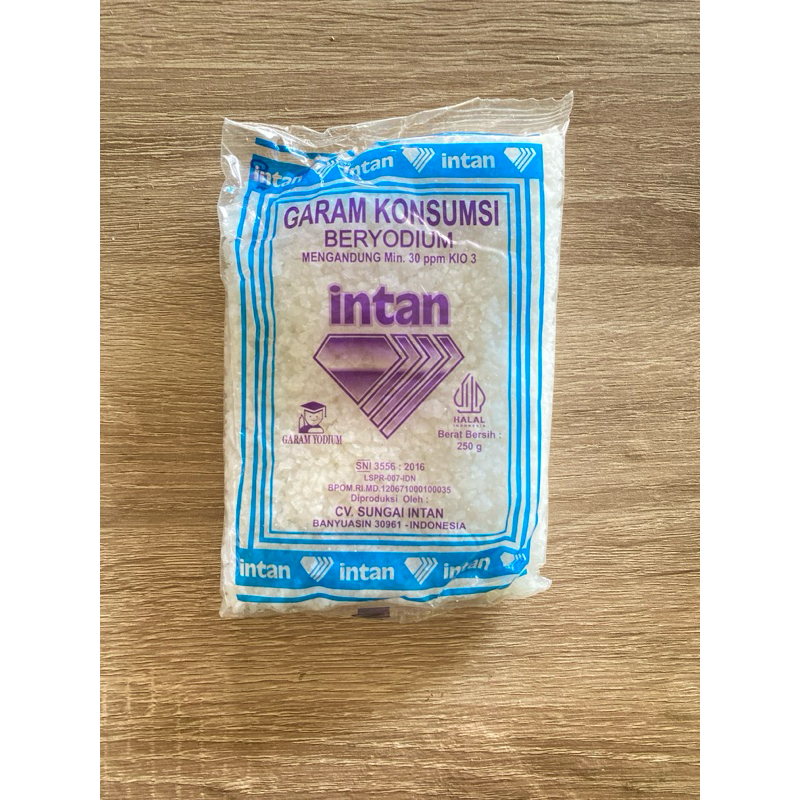 intan intan intan
GARAM KONSUMSI
BERYODIUM
MENGANDUNG Min. 30 ppm KIO 3
intan
GARAM YODIUM
HALAL
INDONESIA
Berat Bersih :
250 g
SNI 3556 : 2016
LSPR-007-IDN
BPOM.RI.MD.120671000100035
Diproduksi Oleh :
CV. SUNGAI INTAN
BANYUASIN 30961 - INDONESIA
intan intan intan